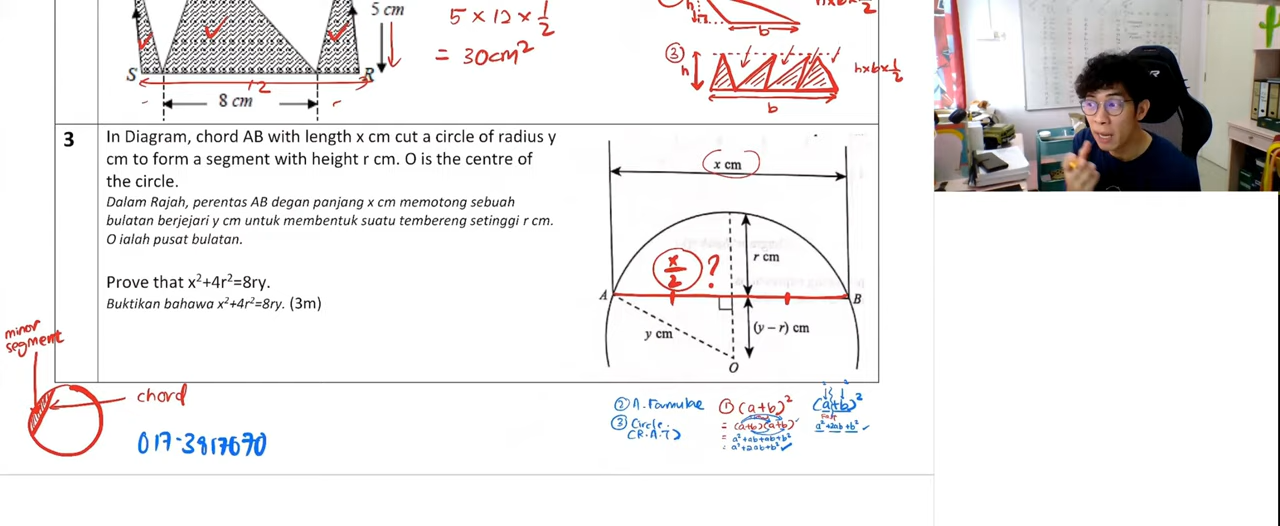 5 cm
5 × 12 × 1/2
= 30cm²
S
12
R
8 cm
h
b
h×b×1/2
③
h
h×b×1/2
b
3
In Diagram, chord AB with length x cm cut a circle of radius y
cm to form a segment with height r cm. O is the centre of
the circle.
Dalam Rajah, perentas AB degan panjang x cm memotong sebuah
bulatan berjejari y cm untuk membentuk suatu tembereng setinggi r cm.
O ialah pusat bulatan.
Prove that x²+4r²=8ry.
Buktikan bahawa x²+4r²=8ry. (3m)
x cm
x/2 ?
r cm
A
B
y cm
(y – r) cm
O
minor
segment
chord
017-3817670
② A. Formulae
③ Circle
(R.A.T)
① (a+b)²
= (a+b)(a+b)
= a²+ab+ab+b²
= a²+2ab+b²
(a+b)²
Fast
a²+2ab+b²